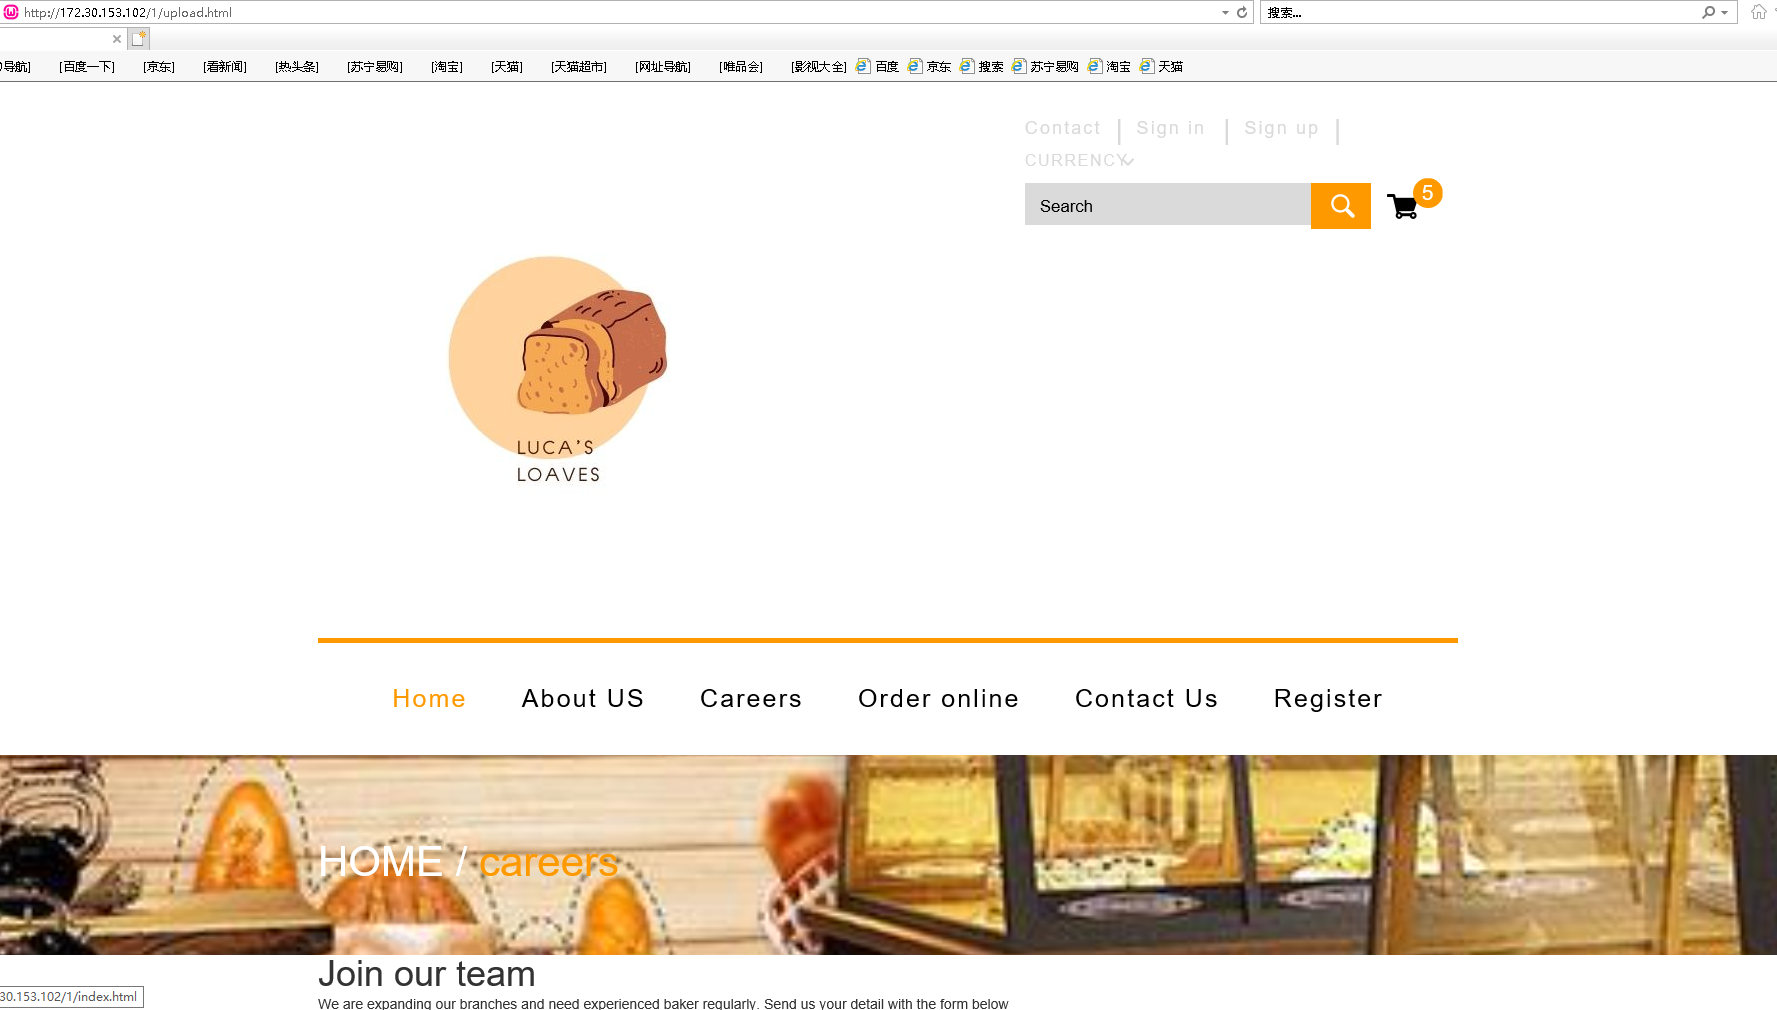 http://172.30.153.102/1/upload.html
搜索...
导航] [百度一下] [京东] [看新闻] [热头条] [苏宁易购] [淘宝] [天猫] [天猫超市] [网址导航] [唯品会] [影视大全] 百度 京东 搜索 苏宁易购 淘宝 天猫
Contact | Sign in | Sign up |
CURRENCY
Search
5
LUCA'S
LOAVES
Home About US Careers Order online Contact Us Register
HOME / careers
Join our team
We are expanding our branches and need experienced baker regularly. Send us your detail with the form below
30.153.102/1/index.html